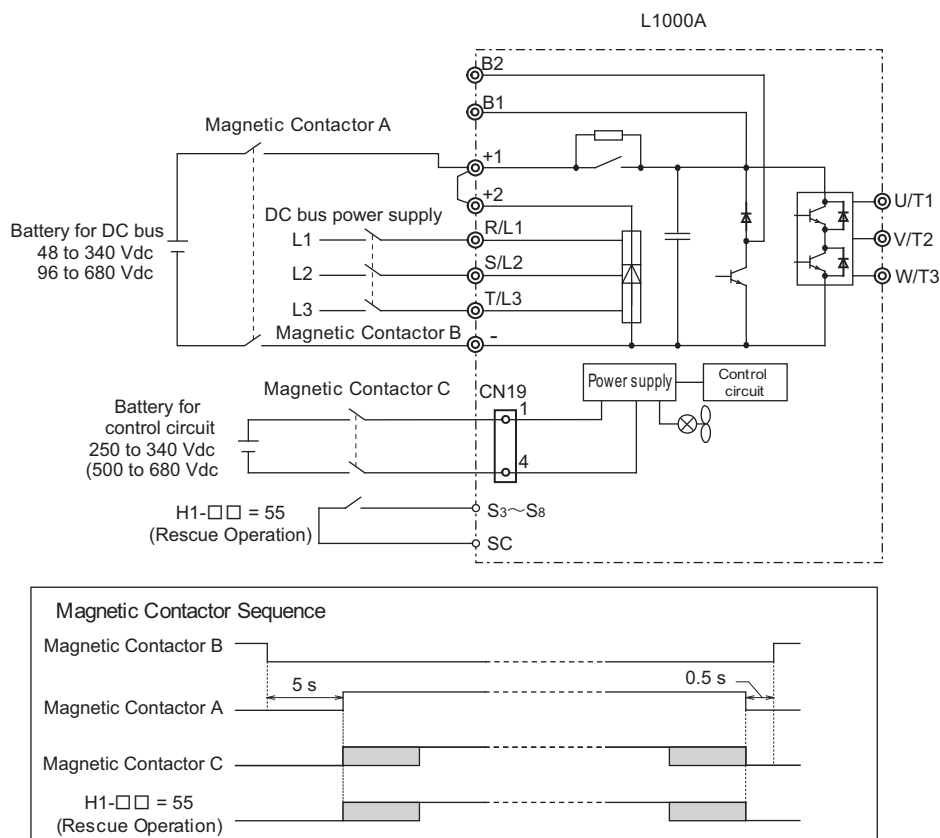 L1000A
B2
B1
Magnetic Contactor A
+1
+2
DC bus power supply
Battery for DC bus
48 to 340 Vdc
96 to 680 Vdc
L1
R/L1
L2
S/L2
L3
T/L3
Magnetic Contactor B
-
U/T1
V/T2
W/T3
Magnetic Contactor C
CN19
1
4
Power supply
Control
circuit
Battery for
control circuit
250 to 340 Vdc
(500 to 680 Vdc
H1-□□ = 55
(Rescue Operation)
S3～S8
SC
Magnetic Contactor Sequence
Magnetic Contactor B
5 s
0.5 s
Magnetic Contactor A
Magnetic Contactor C
H1-□□ = 55
(Rescue Operation)